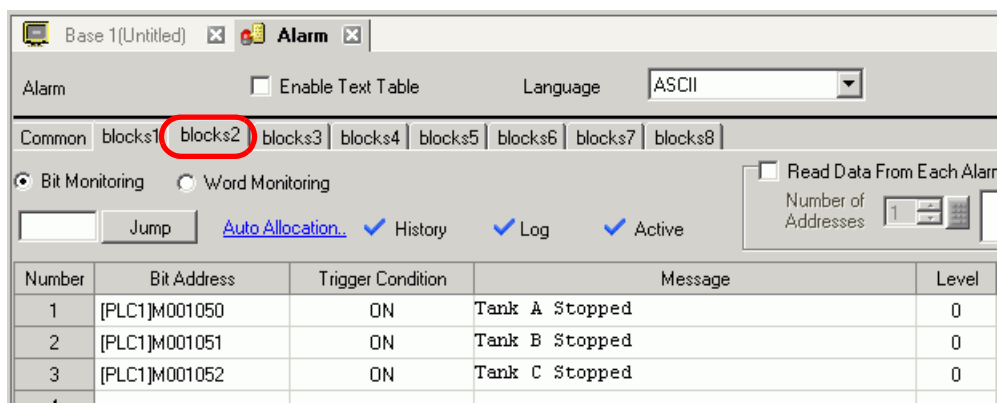 Base 1(Untitled) Alarm
Alarm Enable Text Table Language ASCII
Common blocks1 blocks2 blocks3 blocks4 blocks5 blocks6 blocks7 blocks8
Bit Monitoring Word Monitoring Read Data From Each Alarm
Number of Addresses 1
Jump Auto Allocation.. History Log Active
Number Bit Address Trigger Condition Message Level
1 [PLC1]M001050 ON Tank A Stopped 0
2 [PLC1]M001051 ON Tank B Stopped 0
3 [PLC1]M001052 ON Tank C Stopped 0